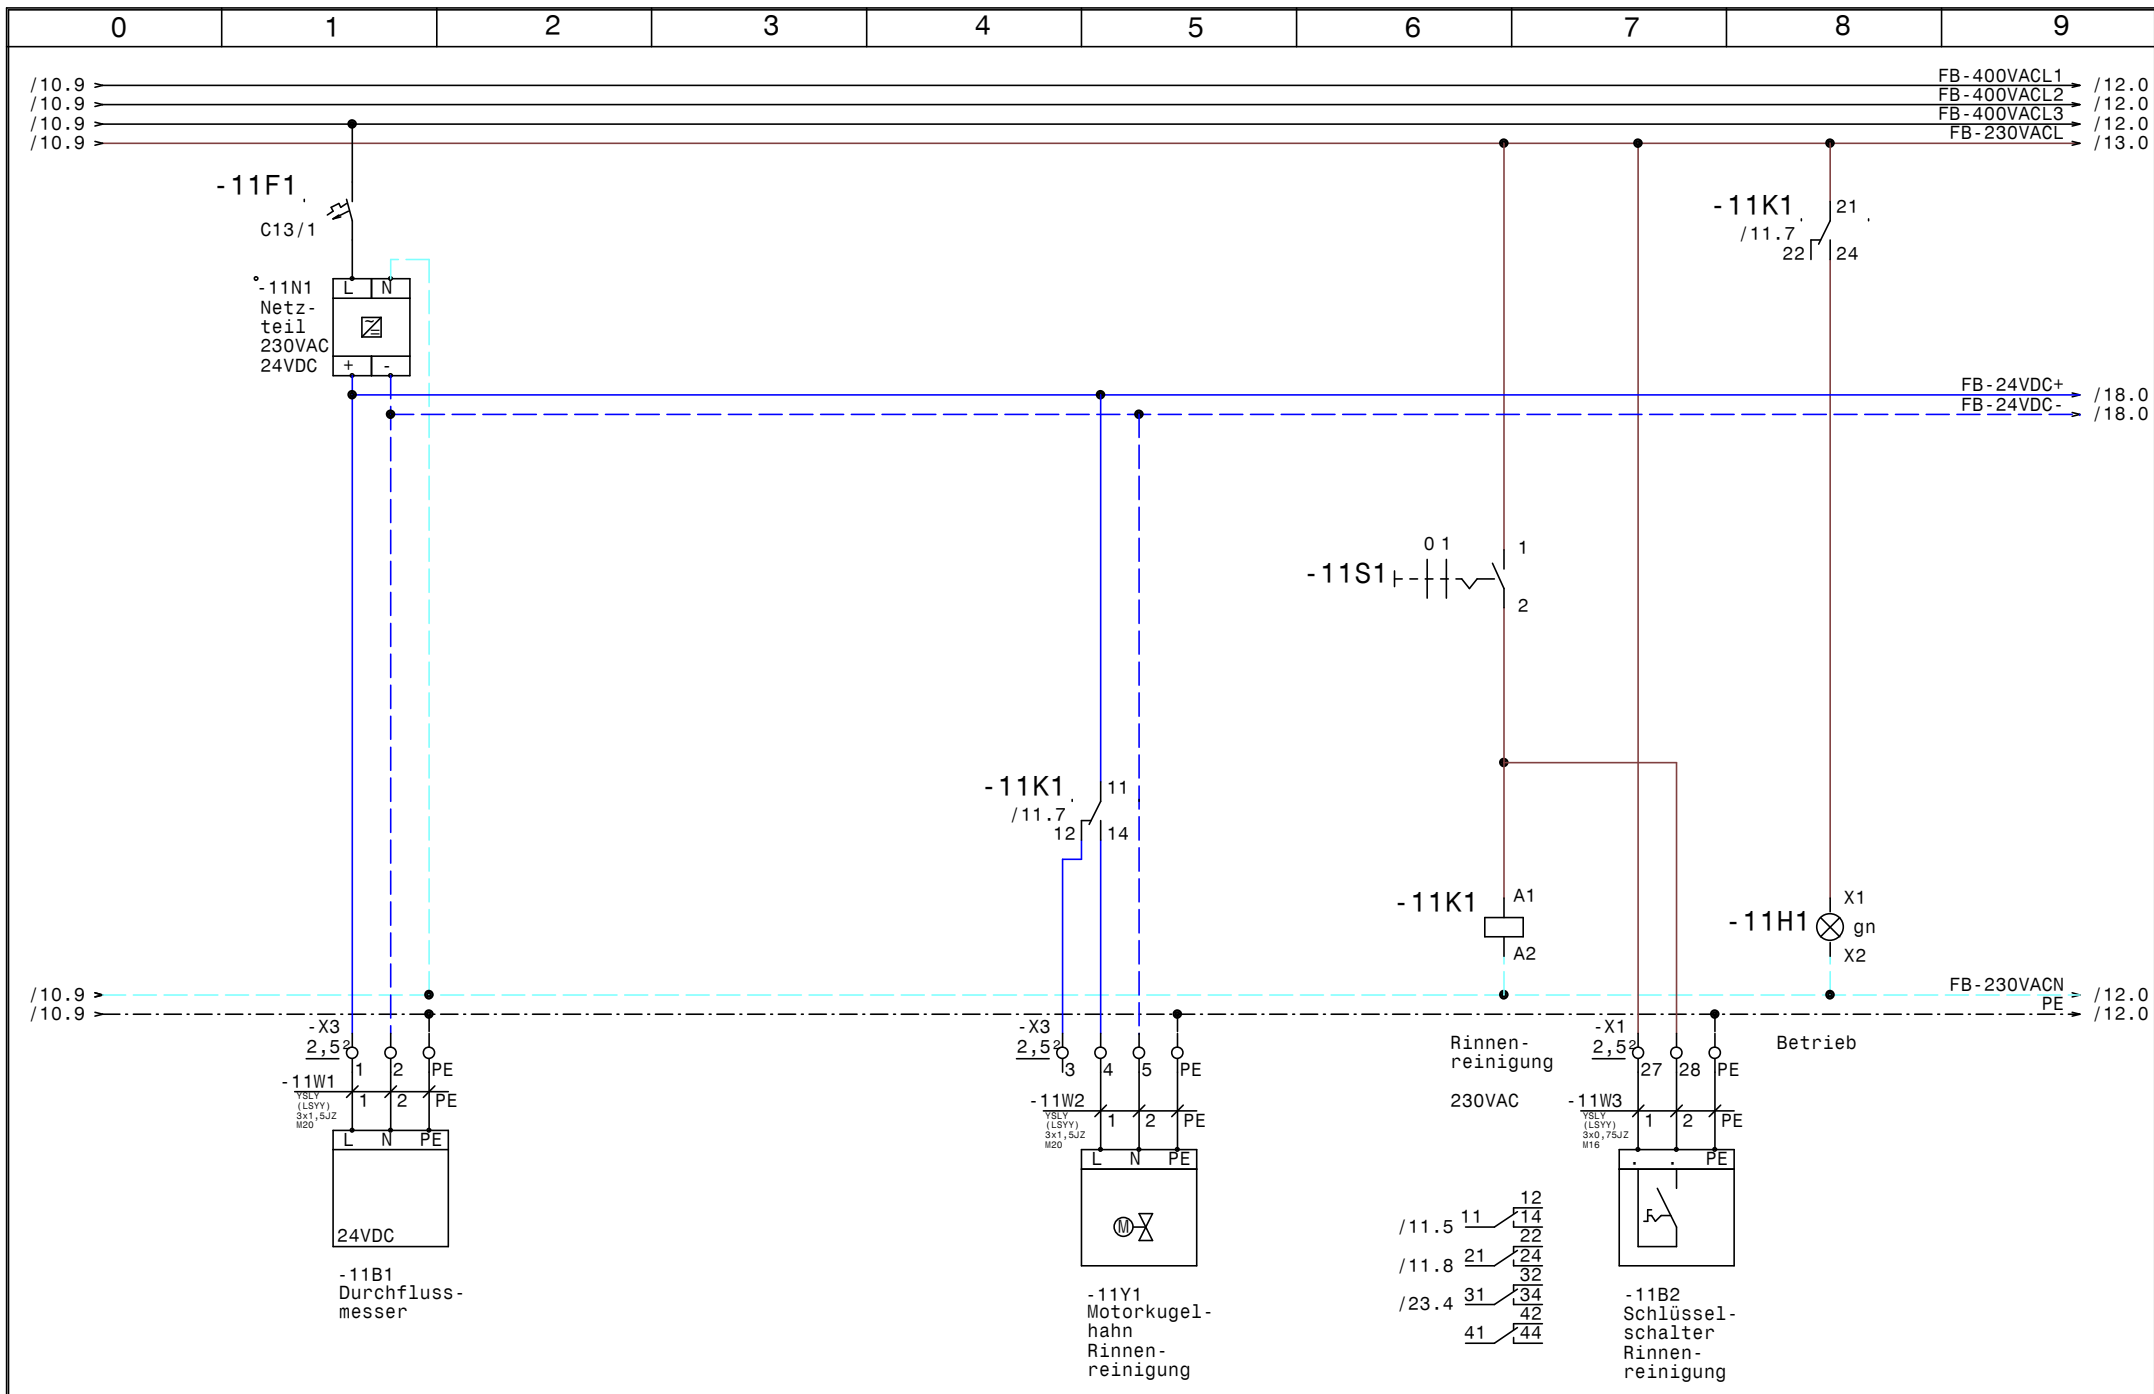 0 1 2 3 4 5 6 7 8 9
/10.9 FB-400VACL1 /12.0
/10.9 FB-400VACL2 /12.0
/10.9 FB-400VACL3 /12.0
/10.9 FB-230VACL /13.0
-11F1
C13/1
-11K1
/11.7
21
22 24
-11N1
Netz-
teil
230VAC
24VDC
L N
+ -
FB-24VDC+ /18.0
FB-24VDC- /18.0
-11S1
0 1
1
2
-11K1
/11.7
11
12 14
-11K1
A1
A2
-11H1
X1
gn
X2
/10.9 FB-230VACN /12.0
/10.9 PE /12.0
-X3
2,5²
1 2 PE
-11W1
YSLY
(LSYY)
3x1,5JZ
M20
1 2 PE
L N PE
24VDC
-11B1
Durchfluss-
messer
-X3
2,5²
3 4 5 PE
-11W2
YSLY
(LSYY)
3x1,5JZ
M20
1 2 PE
L N PE
M
-11Y1
Motorkugel-
hahn
Rinnen-
reinigung
Rinnen-
reinigung
230VAC
12
/11.5 11 14
22
/11.8 21 24
32
/23.4 31 34
42
41 44
-X1
2,5²
27 28 PE
-11W3
YSLY
(LSYY)
3x0,75JZ
M16
1 2 PE
. . PE
-11B2
Schlüssel-
schalter
Rinnen-
reinigung
Betrieb